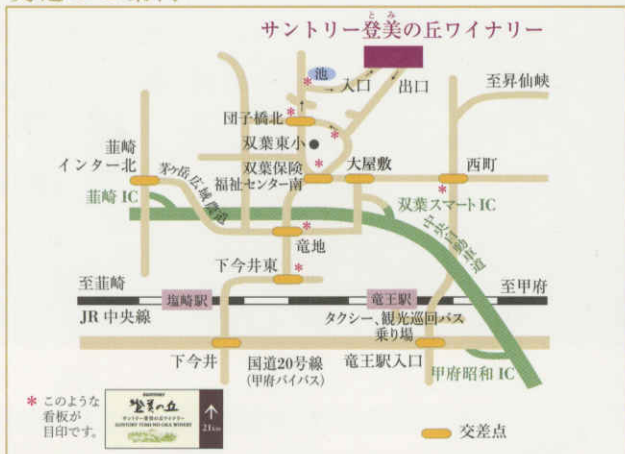 サントリー登美の丘ワイナリー
とみ
池
入口
出口
至昇仙峡
団子橋北
双葉東小
韮崎
インター北
茅ヶ岳広域農道
双葉保険
福祉センター南
大屋敷
西町
韮崎 IC
双葉スマート IC
中央自動車道
竜地
下今井東
至韮崎
至甲府
塩崎駅
竜王駅
JR 中央線
タクシー、観光巡回バス
乗り場
下今井
国道20号線
(甲府バイパス)
竜王駅入口
甲府昭和 IC
* このような
看板が
目印です。
SUNTORY
登美の丘
サントリー登美の丘ワイナリー
SUNTORY TOMI NO OKA WINERY
↑
2.1km
交差点